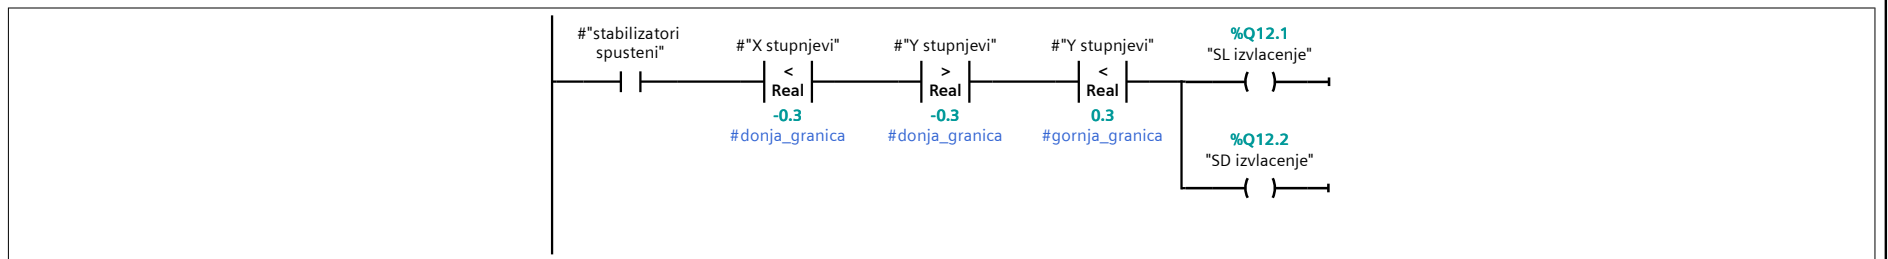 #"stabilizatori
spusteni"
#"X stupnjevi"
<
Real
-0.3
#donja_granica
#"Y stupnjevi"
>
Real
-0.3
#donja_granica
#"Y stupnjevi"
<
Real
0.3
#gornja_granica
%Q12.1
"SL izvlacenje"
%Q12.2
"SD izvlacenje"